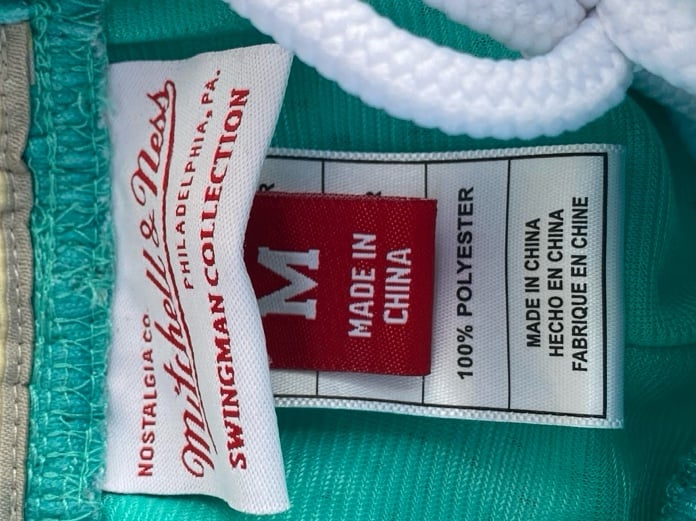 NOSTALGIA CO.
Mitchell & Ness
PHILADELPHIA, PA.
SWINGMAN COLLECTION
M
MADE IN
CHINA
100% POLYESTER
MADE IN CHINA
HECHO EN CHINA
FABRIQUE EN CHINE